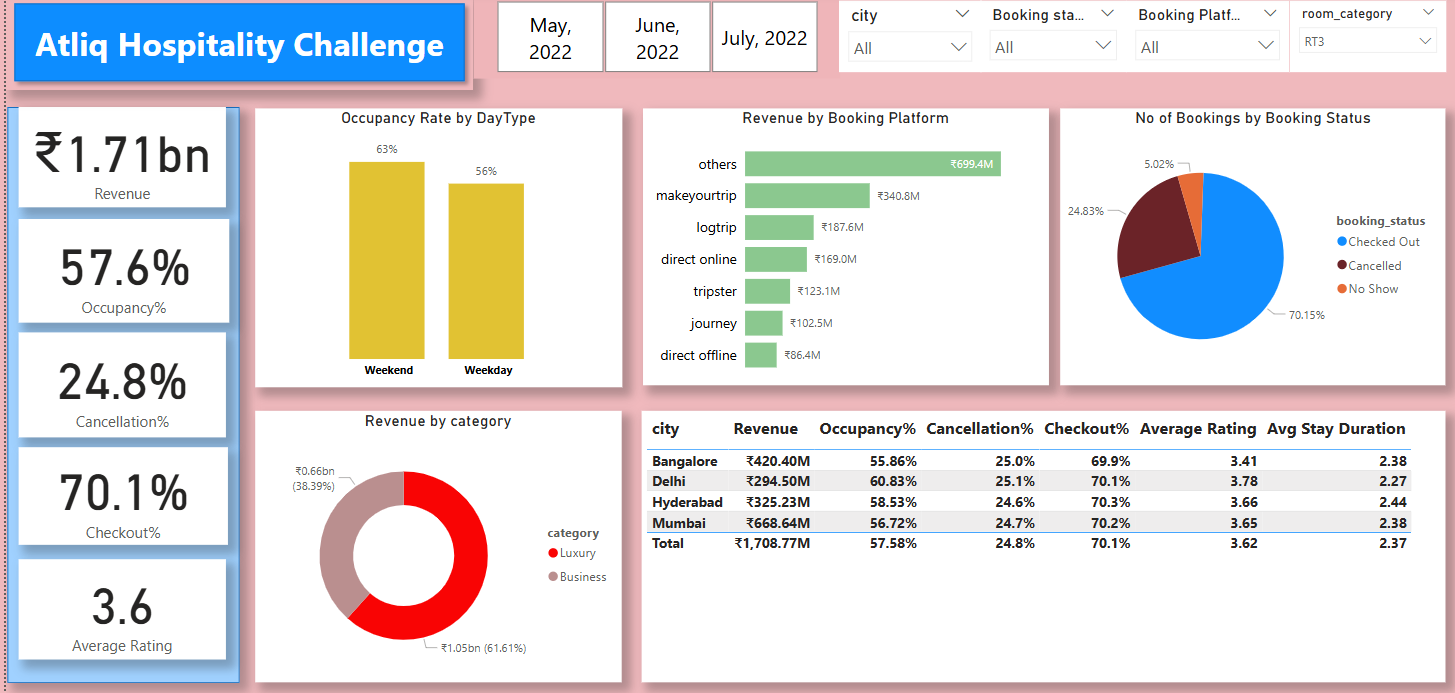 Atliq Hospitality Challenge
May, 2022
June, 2022
July, 2022
city
All
Booking sta...
All
Booking Platf...
All
room_category
RT3
₹1.71bn
Revenue
57.6%
Occupancy%
24.8%
Cancellation%
70.1%
Checkout%
3.6
Average Rating
Occupancy Rate by DayType
63%
56%
Weekend
Weekday
Revenue by Booking Platform
others ₹699.4M
makeyourtrip ₹340.8M
logtrip ₹187.6M
direct online ₹169.0M
tripster ₹123.1M
journey ₹102.5M
direct offline ₹86.4M
No of Bookings by Booking Status
5.02%
24.83%
70.15%
booking_status
Checked Out
Cancelled
No Show
Revenue by category
₹0.66bn
(38.39%)
₹1.05bn (61.61%)
category
Luxury
Business
city Revenue Occupancy% Cancellation% Checkout% Average Rating Avg Stay Duration
Bangalore ₹420.40M 55.86% 25.0% 69.9% 3.41 2.38
Delhi ₹294.50M 60.83% 25.1% 70.1% 3.78 2.27
Hyderabad ₹325.23M 58.53% 24.6% 70.3% 3.66 2.44
Mumbai ₹668.64M 56.72% 24.7% 70.2% 3.65 2.38
Total ₹1,708.77M 57.58% 24.8% 70.1% 3.62 2.37